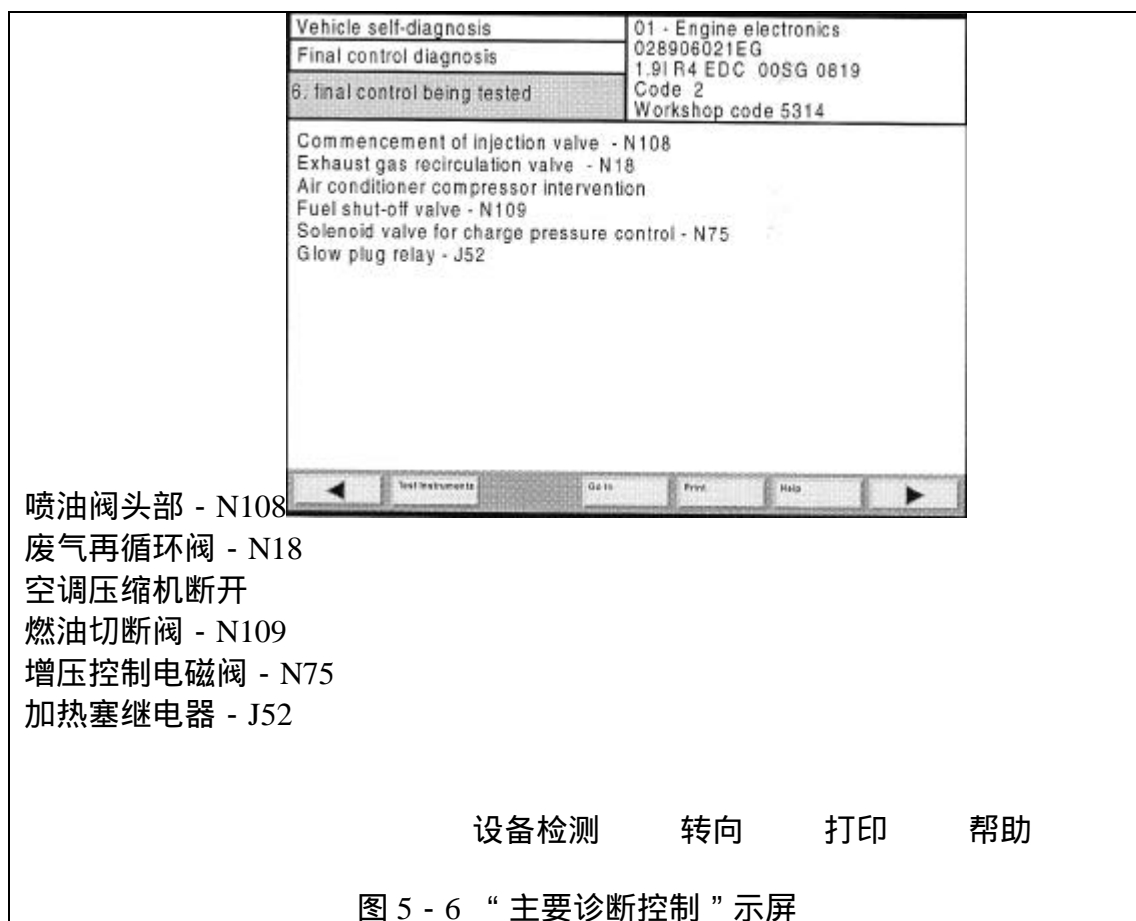 Vehicle self-diagnosis
Final control diagnosis
6. final control being tested
01 - Engine electronics
028906021EG
1.9l R4 EDC 00SG 0819
Code 2
Workshop code 5314
Commencement of injection valve - N108
Exhaust gas recirculation valve - N18
Air conditioner compressor intervention
Fuel shut-off valve - N109
Solenoid valve for charge pressure control - N75
Glow plug relay - J52
Test instruments
Go to
Print
Help
喷油阀头部 - N108
废气再循环阀 - N18
空调压缩机断开
燃油切断阀 - N109
增压控制电磁阀 - N75
加热塞继电器 - J52
设备检测 转向 打印 帮助
图 5 - 6 “ 主要诊断控制 ” 示屏